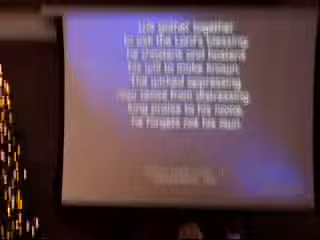 We gather together
to ask the Lord's blessing
he chastens and hastens
his will to make known
The wicked oppressing
now cease from distressing
Sing praise to his name
he forgets not his own